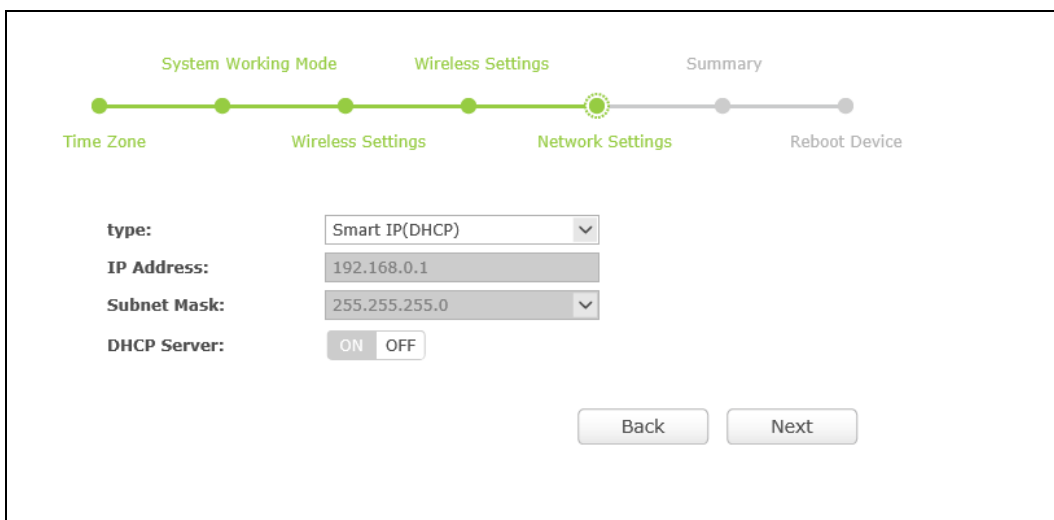 System Working Mode Wireless Settings Summary
Time Zone Wireless Settings Network Settings Reboot Device
type: Smart IP(DHCP)
IP Address: 192.168.0.1
Subnet Mask: 255.255.255.0
DHCP Server: ON OFF
Back Next